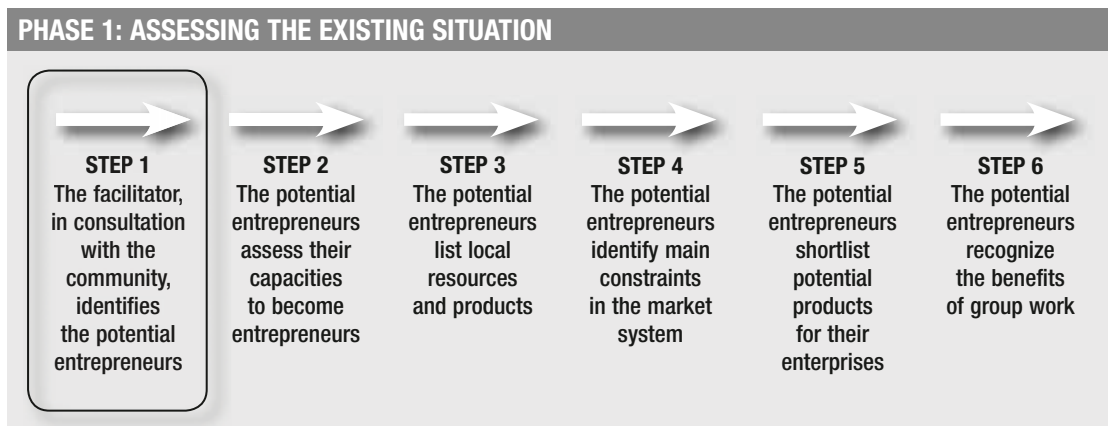 PHASE 1: ASSESSING THE EXISTING SITUATION
STEP 1
The facilitator,
in consultation
with the
community,
identifies
the potential
entrepreneurs
STEP 2
The potential
entrepreneurs
assess their
capacities
to become
entrepreneurs
STEP 3
The potential
entrepreneurs
list local
resources
and products
STEP 4
The potential
entrepreneurs
identify main
constraints
in the market
system
STEP 5
The potential
entrepreneurs
shortlist
potential
products
for their
enterprises
STEP 6
The potential
entrepreneurs
recognize
the benefits
of group work